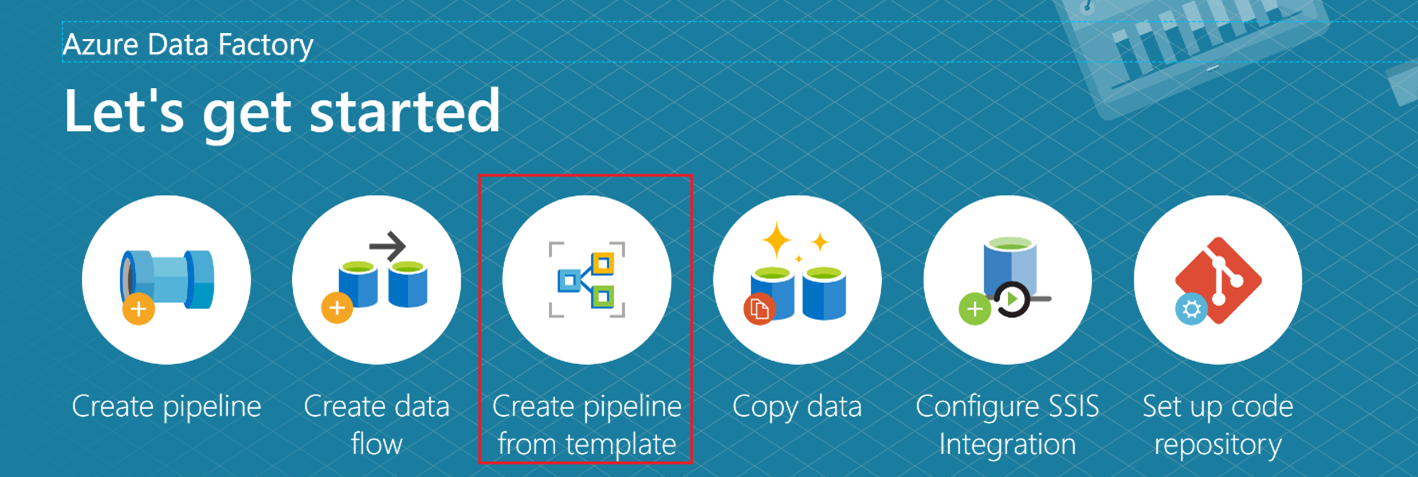 Azure Data Factory
Let's get started
Create pipeline
Create data
flow
Create pipeline
from template
Copy data
Configure SSIS
Integration
Set up code
repository